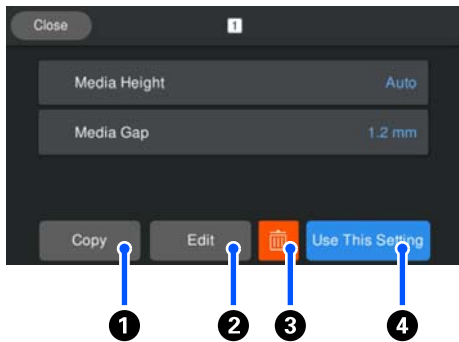 Close 1
Media Height Auto
Media Gap 1.2 mm
Copy Edit Use This Setting
1 2 3 4